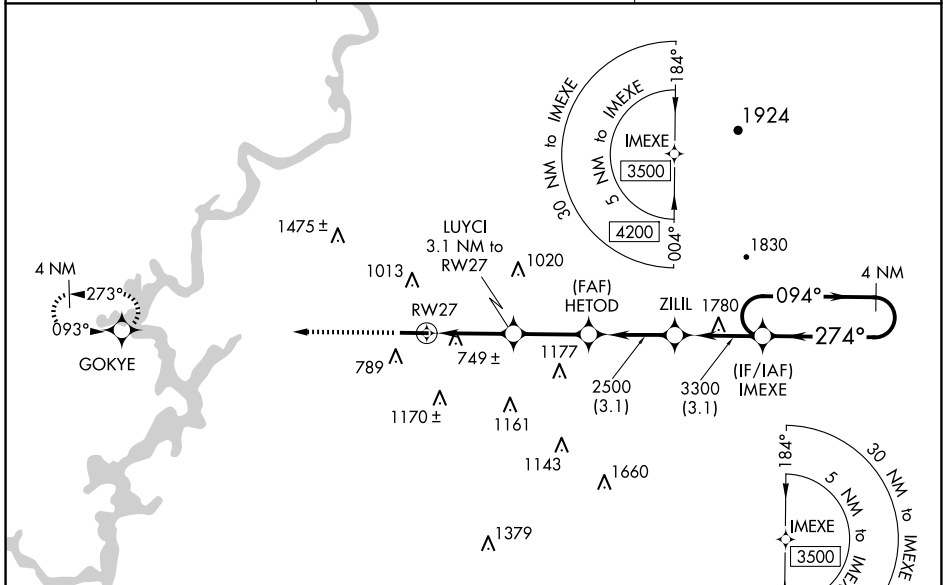 184°
30 NM to IMEXE
5 NM to IMEXE
IMEXE
3500
4200
004°
1924
1830
1475 ±
1013
LUYCI
3.1 NM to
RW27
1020
4 NM
273°
093°
GOKYE
RW27
(FAF)
HETOD
ZILIL
1780
094°
4 NM
274°
(IF/IAF)
IMEXE
789
749 ±
1177
2500
(3.1)
3300
(3.1)
1170 ±
1161
1143
1660
1379
184°
30 NM to IMEXE
5 NM to IME
IMEXE
3500